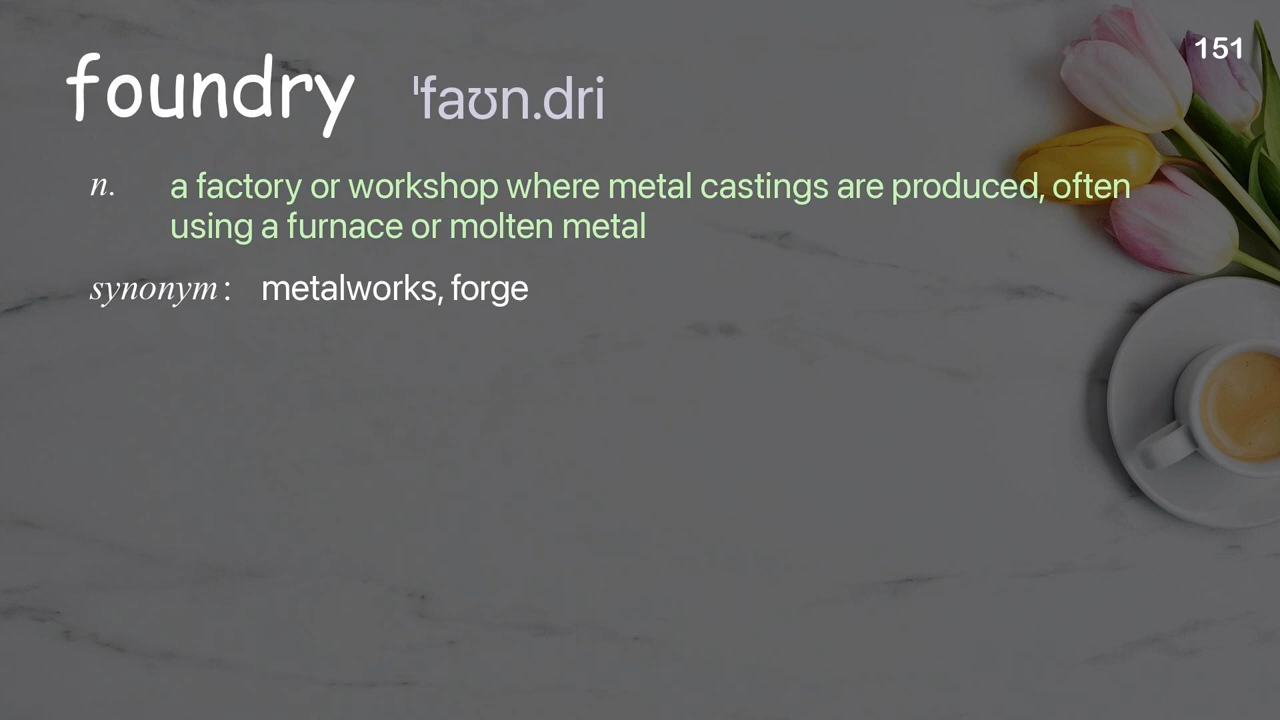 151
foundry ˈfaʊn.dri
n. a factory or workshop where metal castings are produced, often
using a furnace or molten metal
synonym: metalworks, forge